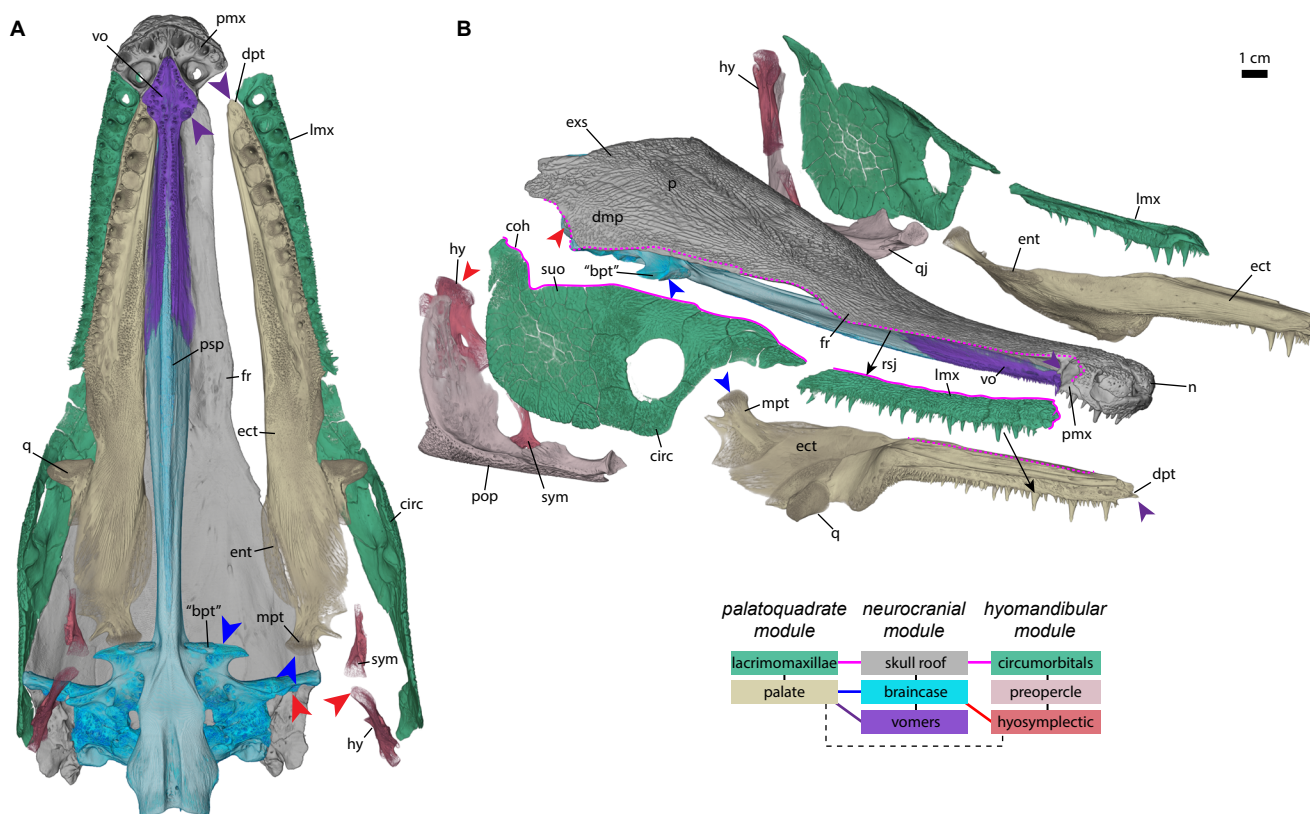 A
pmx
vo
dpt
lmx
psp
fr
ect
q
circ
ent
"bpt"
mpt
sym
hy
B
1 cm
hy
exs
p
lmx
dmp
ent
coh
qj
ect
hy
suo
"bpt"
fr
rsj
vo
n
lmx
mpt
pmx
ect
circ
dpt
pop
sym
q
palatoquadrate module
neurocranial module
hyomandibular module
lacrimomaxillae
skull roof
circumorbitals
palate
braincase
preopercle
vomers
hyosymplectic